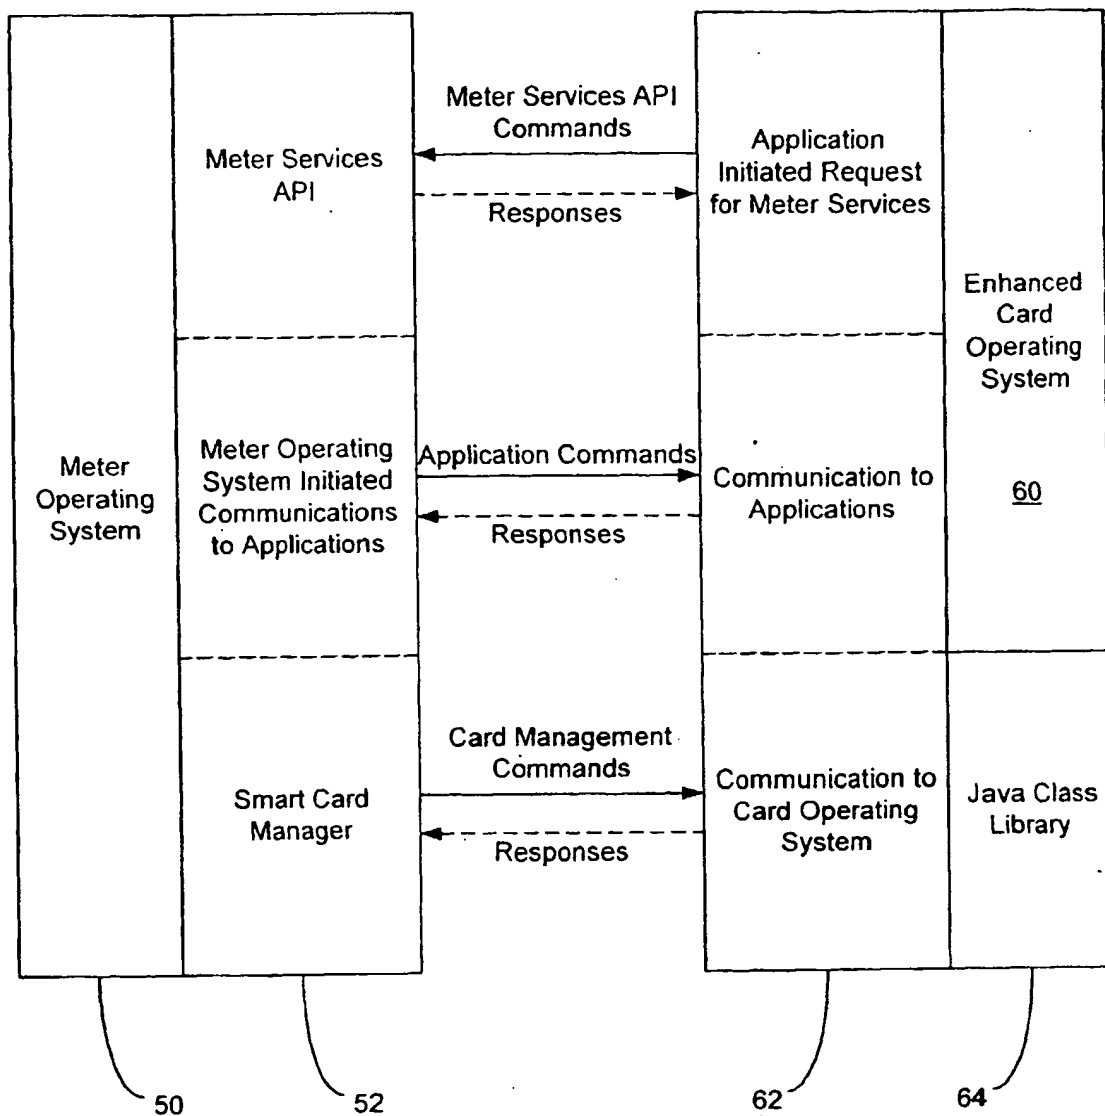 Meter Services API
Commands
Meter Services
API
Application
Initiated Request
for Meter Services
Responses
Enhanced
Card
Operating
System
60
Meter
Operating
System
Meter Operating
System Initiated
Communications
to Applications
Application Commands
Responses
Communication to
Applications
Card Management
Commands
Smart Card
Manager
Responses
Communication to
Card Operating
System
Java Class
Library
50
52
62
64